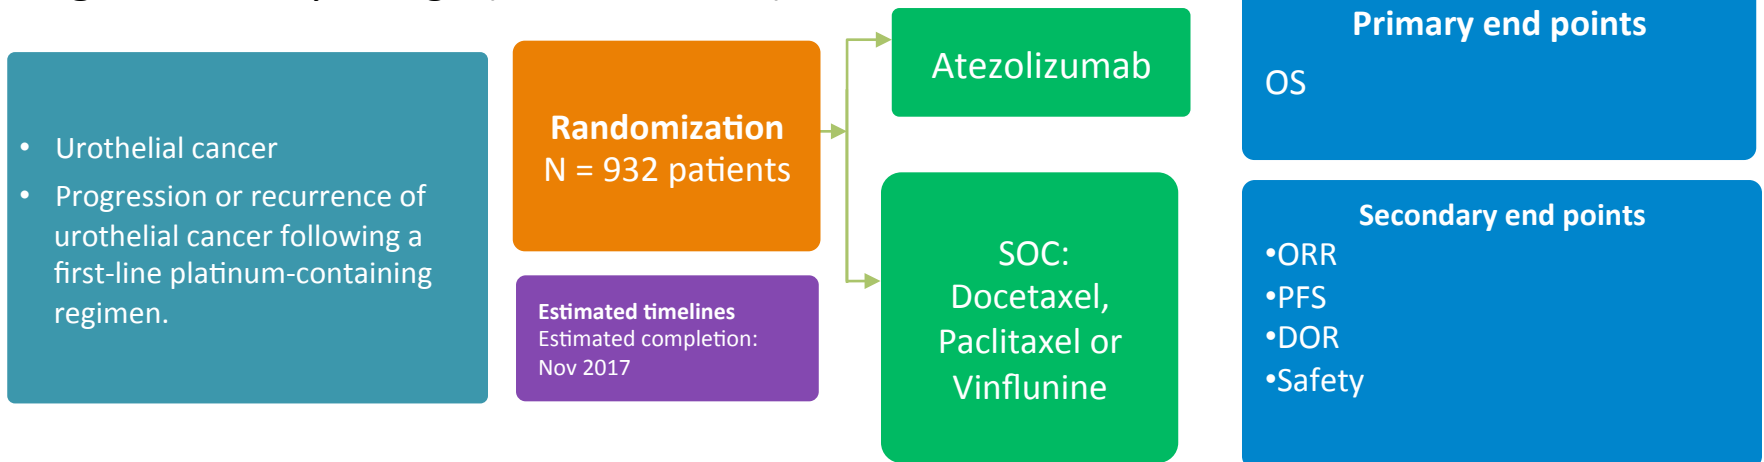 • Urothelial cancer
• Progression or recurrence of
urothelial cancer following a
first-line platinum-containing
regimen.
Randomization
N = 932 patients
Estimated timelines
Estimated completion:
Nov 2017
Atezolizumab
SOC:
Docetaxel,
Paclitaxel or
Vinflunine
Primary end points
OS
Secondary end points
•ORR
•PFS
•DOR
•Safety